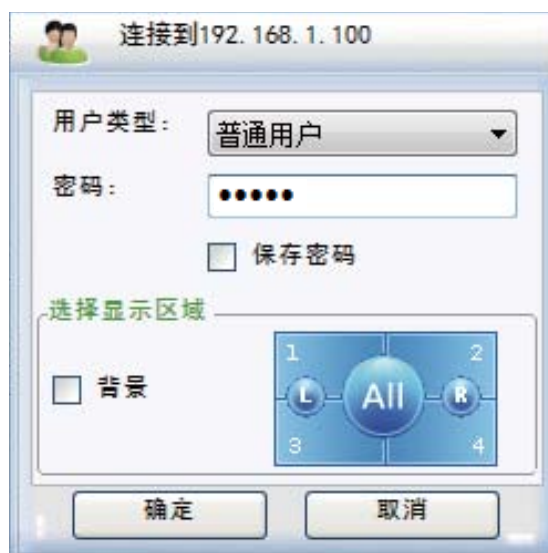 连接到192.168.1.100
用户类型：
普通用户
密码：
•••••
保存密码
选择显示区域
背景
1 2
L All R
3 4
确定 取消